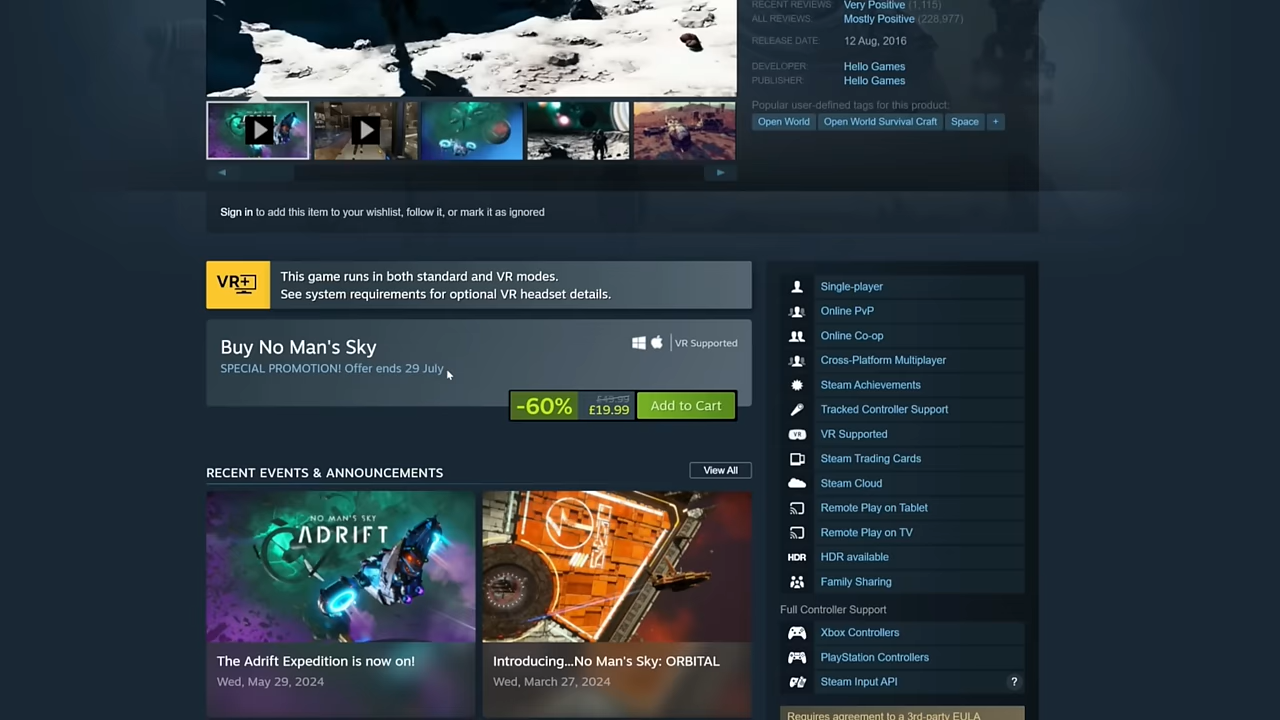 RECENT REVIEWS: Very Positive (1,115)
ALL REVIEWS: Mostly Positive (228,977)
RELEASE DATE: 12 Aug, 2016
DEVELOPER: Hello Games
PUBLISHER: Hello Games
Popular user-defined tags for this product:
Open World Open World Survival Craft Space +
Sign in to add this item to your wishlist, follow it, or mark it as ignored
VR+
This game runs in both standard and VR modes.
See system requirements for optional VR headset details.
Buy No Man's Sky
VR Supported
SPECIAL PROMOTION! Offer ends 29 July
-60% £49.99 £19.99 Add to Cart
RECENT EVENTS & ANNOUNCEMENTS
View All
NO MAN'S SKY
ADRIFT
The Adrift Expedition is now on!
Wed, May 29, 2024
Introducing...No Man's Sky: ORBITAL
Wed, March 27, 2024
Single-player
Online PvP
Online Co-op
Cross-Platform Multiplayer
Steam Achievements
Tracked Controller Support
VR VR Supported
Steam Trading Cards
Steam Cloud
Remote Play on Tablet
Remote Play on TV
HDR HDR available
Family Sharing
Full Controller Support
Xbox Controllers
PlayStation Controllers
Steam Input API ?
Requires agreement to a 3rd-party EULA